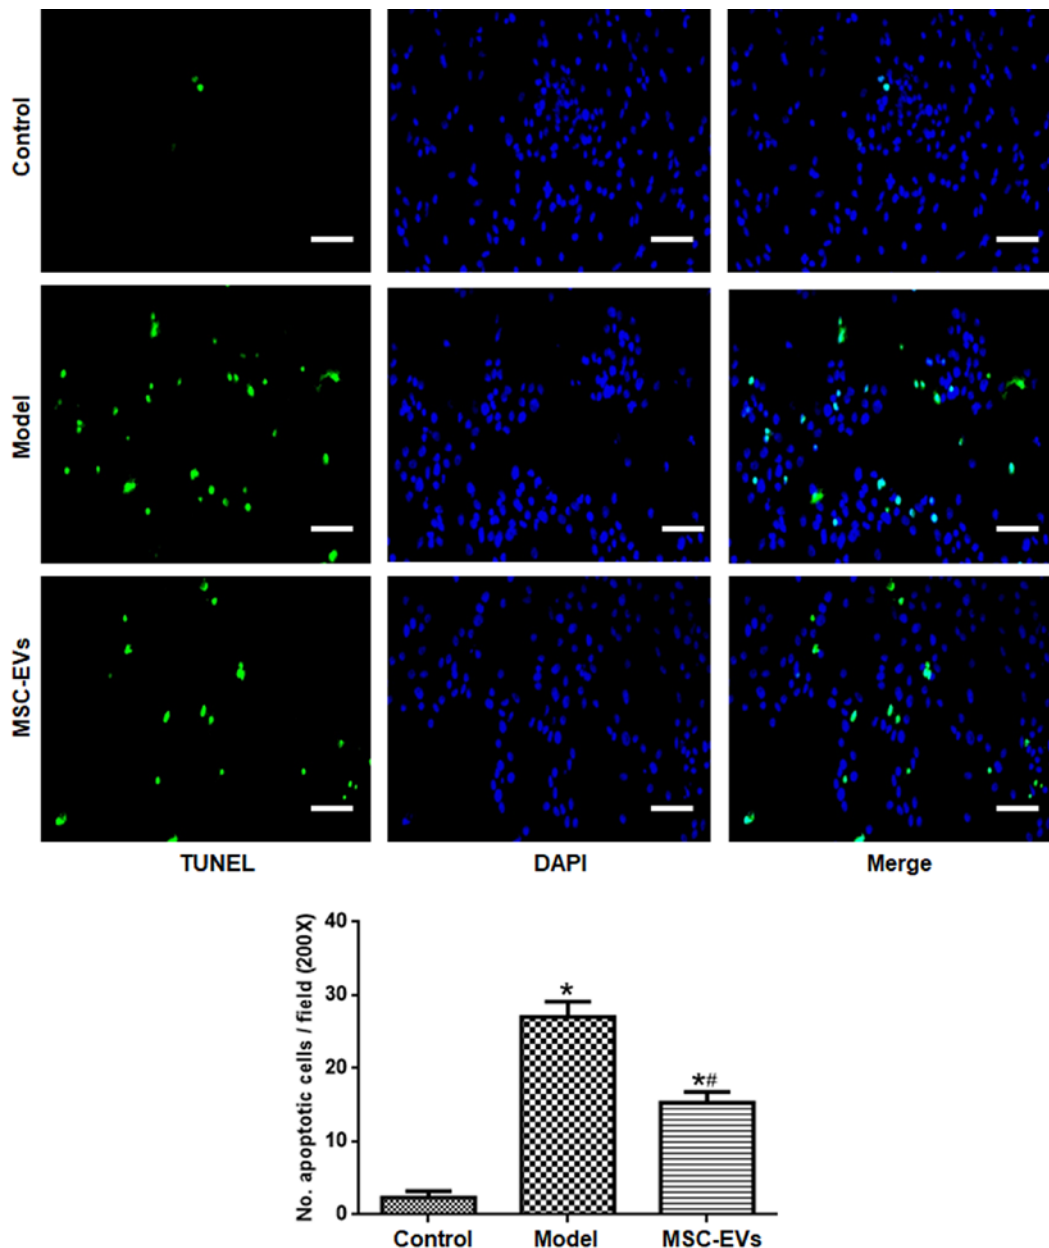 Control
Model
MSC-EVs
TUNEL DAPI Merge
No. apoptotic cells / field (200X)
40
30
20
10
0
*
*#
Control Model MSC-EVs